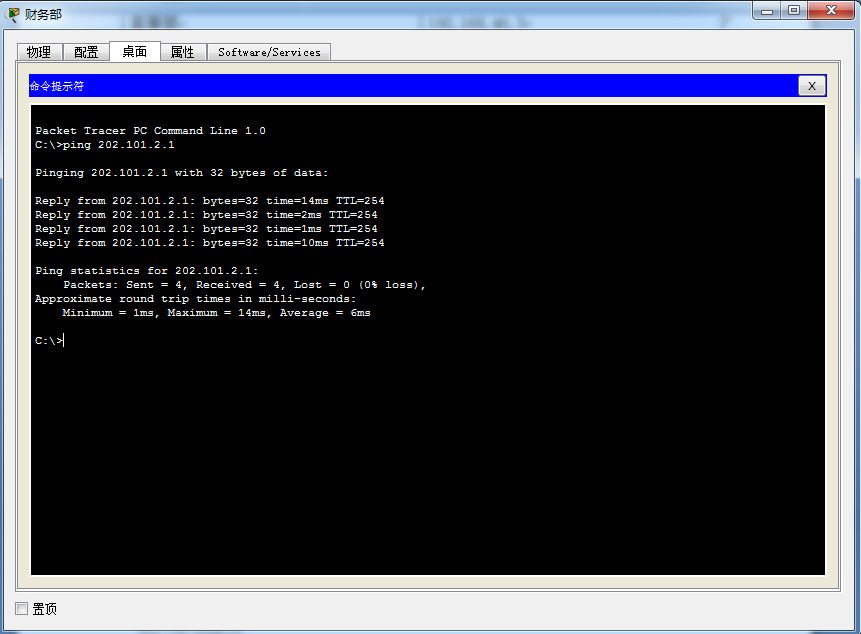 财务部
物理 配置 桌面 属性 Software/Services
命令提示符 X
Packet Tracer PC Command Line 1.0
C:\>ping 202.101.2.1
Pinging 202.101.2.1 with 32 bytes of data:
Reply from 202.101.2.1: bytes=32 time=14ms TTL=254
Reply from 202.101.2.1: bytes=32 time=2ms TTL=254
Reply from 202.101.2.1: bytes=32 time=1ms TTL=254
Reply from 202.101.2.1: bytes=32 time=10ms TTL=254
Ping statistics for 202.101.2.1:
Packets: Sent = 4, Received = 4, Lost = 0 (0% loss),
Approximate round trip times in milli-seconds:
Minimum = 1ms, Maximum = 14ms, Average = 6ms
C:\>
置顶